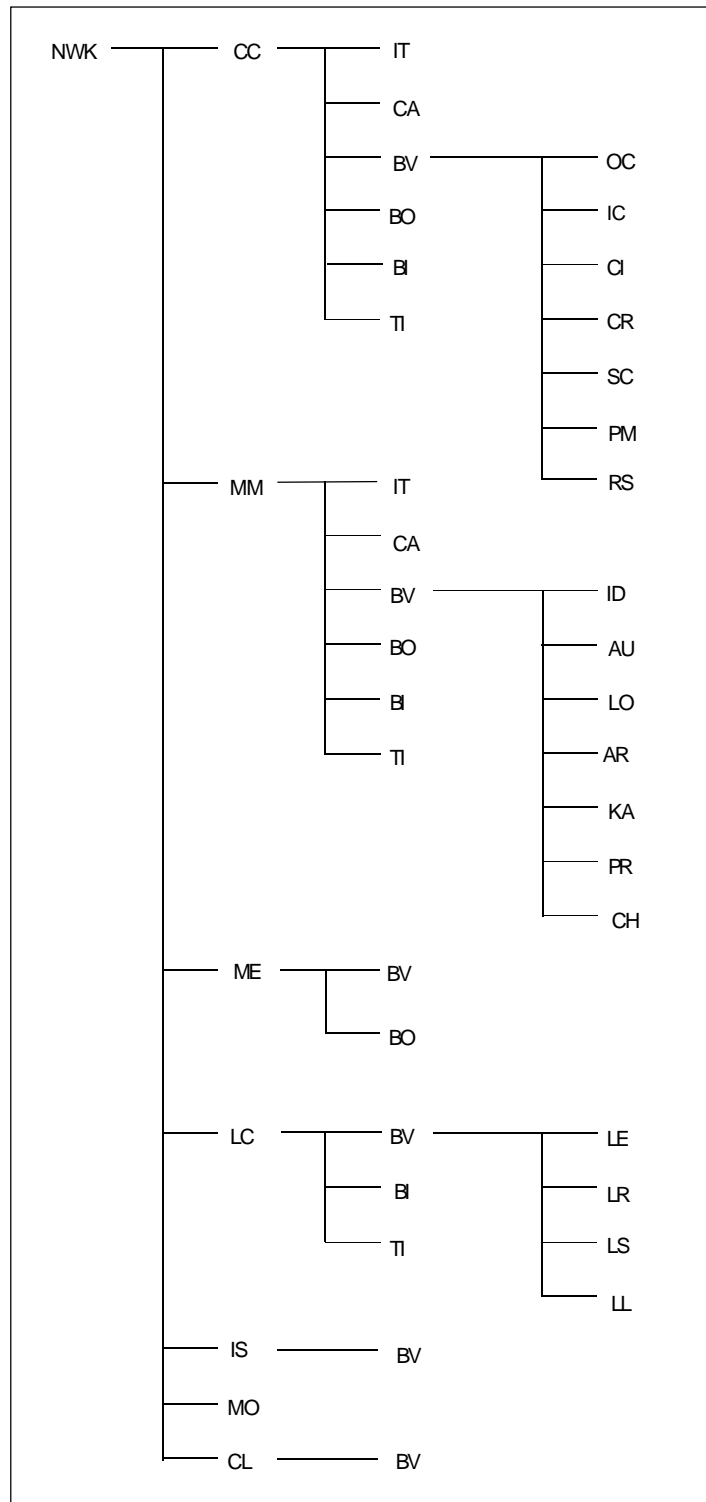 NWK CC IT
CA
BV OC
BO IC
BI CI
TI CR
SC
PM
MM IT RS
CA
BV ID
BO AU
BI LO
TI AR
KA
PR
CH
ME BV
BO
LC BV LE
BI LR
TI LS
LL
IS BV
MO
CL BV